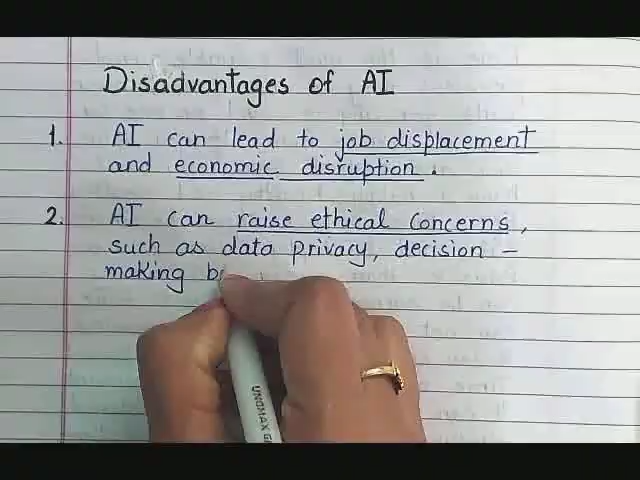 Disadvantages of AI
1. AI can lead to job displacement
and economic disruption.
2. AI can raise ethical concerns,
such as data privacy, decision -
making b
UNOMAX